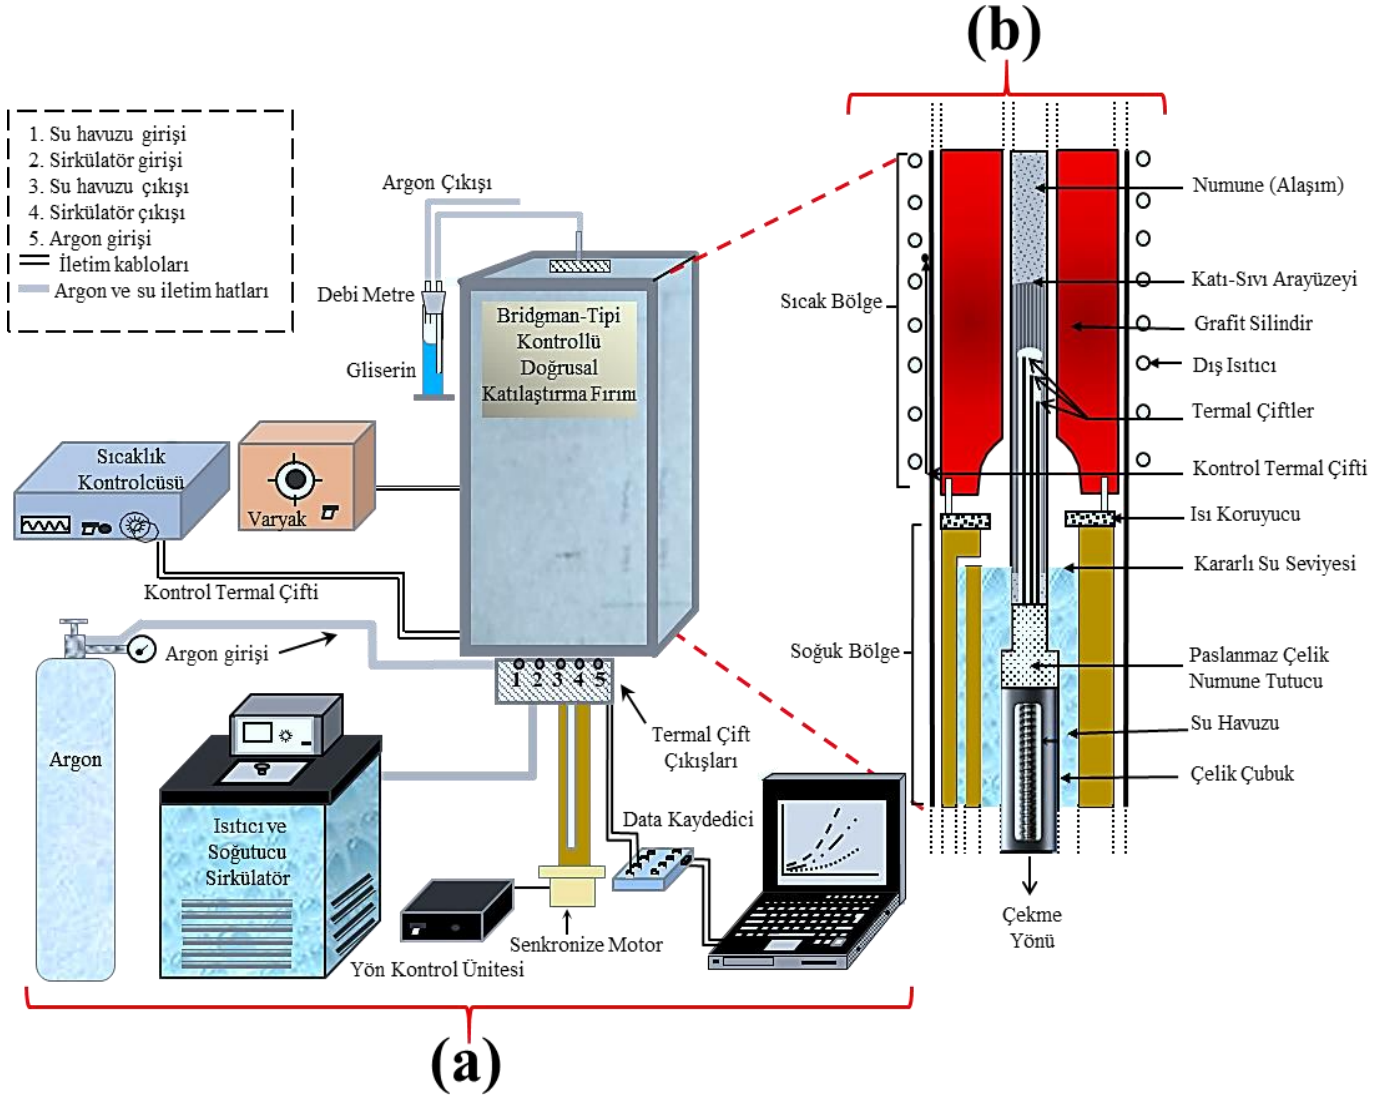 (b)
1. Su havuzu girişi
2. Sirkülatör girişi
3. Su havuzu çıkışı
4. Sirkülatör çıkışı
5. Argon girişi
İletim kabloları
Argon ve su iletim hatları
Argon Çıkışı
Debi Metre
Gliserin
Bridgman-Tipi
Kontrollü
Doğrusal
Katılaştırma Fırını
Sıcaklık
Kontrolcüsü
Varyak
Kontrol Termal Çifti
Argon girişi
Argon
1 2 3 4 5
Termal Çift
Çıkışları
Isıtıcı ve
Soğutucu
Sirkülatör
Data Kaydedici
Senkronize Motor
Yön Kontrol Ünitesi
(a)
Sıcak Bölge
Soğuk Bölge
Numune (Alaşım)
Katı-Sıvı Arayüzeyi
Grafit Silindir
Dış Isıtıcı
Termal Çiftler
Kontrol Termal Çifti
Isı Koruyucu
Kararlı Su Seviyesi
Paslanmaz Çelik
Numune Tutucu
Su Havuzu
Çelik Çubuk
Çekme
Yönü